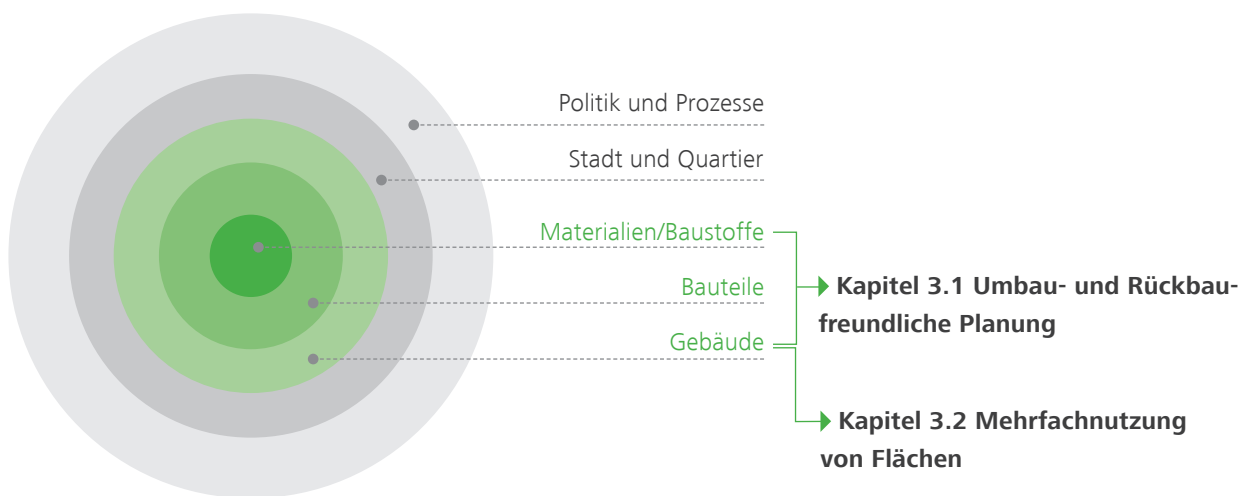 Politik und Prozesse
Stadt und Quartier
Materialien/Baustoffe
Bauteile
Gebäude
Kapitel 3.1 Umbau- und Rückbau-
freundliche Planung
Kapitel 3.2 Mehrfachnutzung
von Flächen